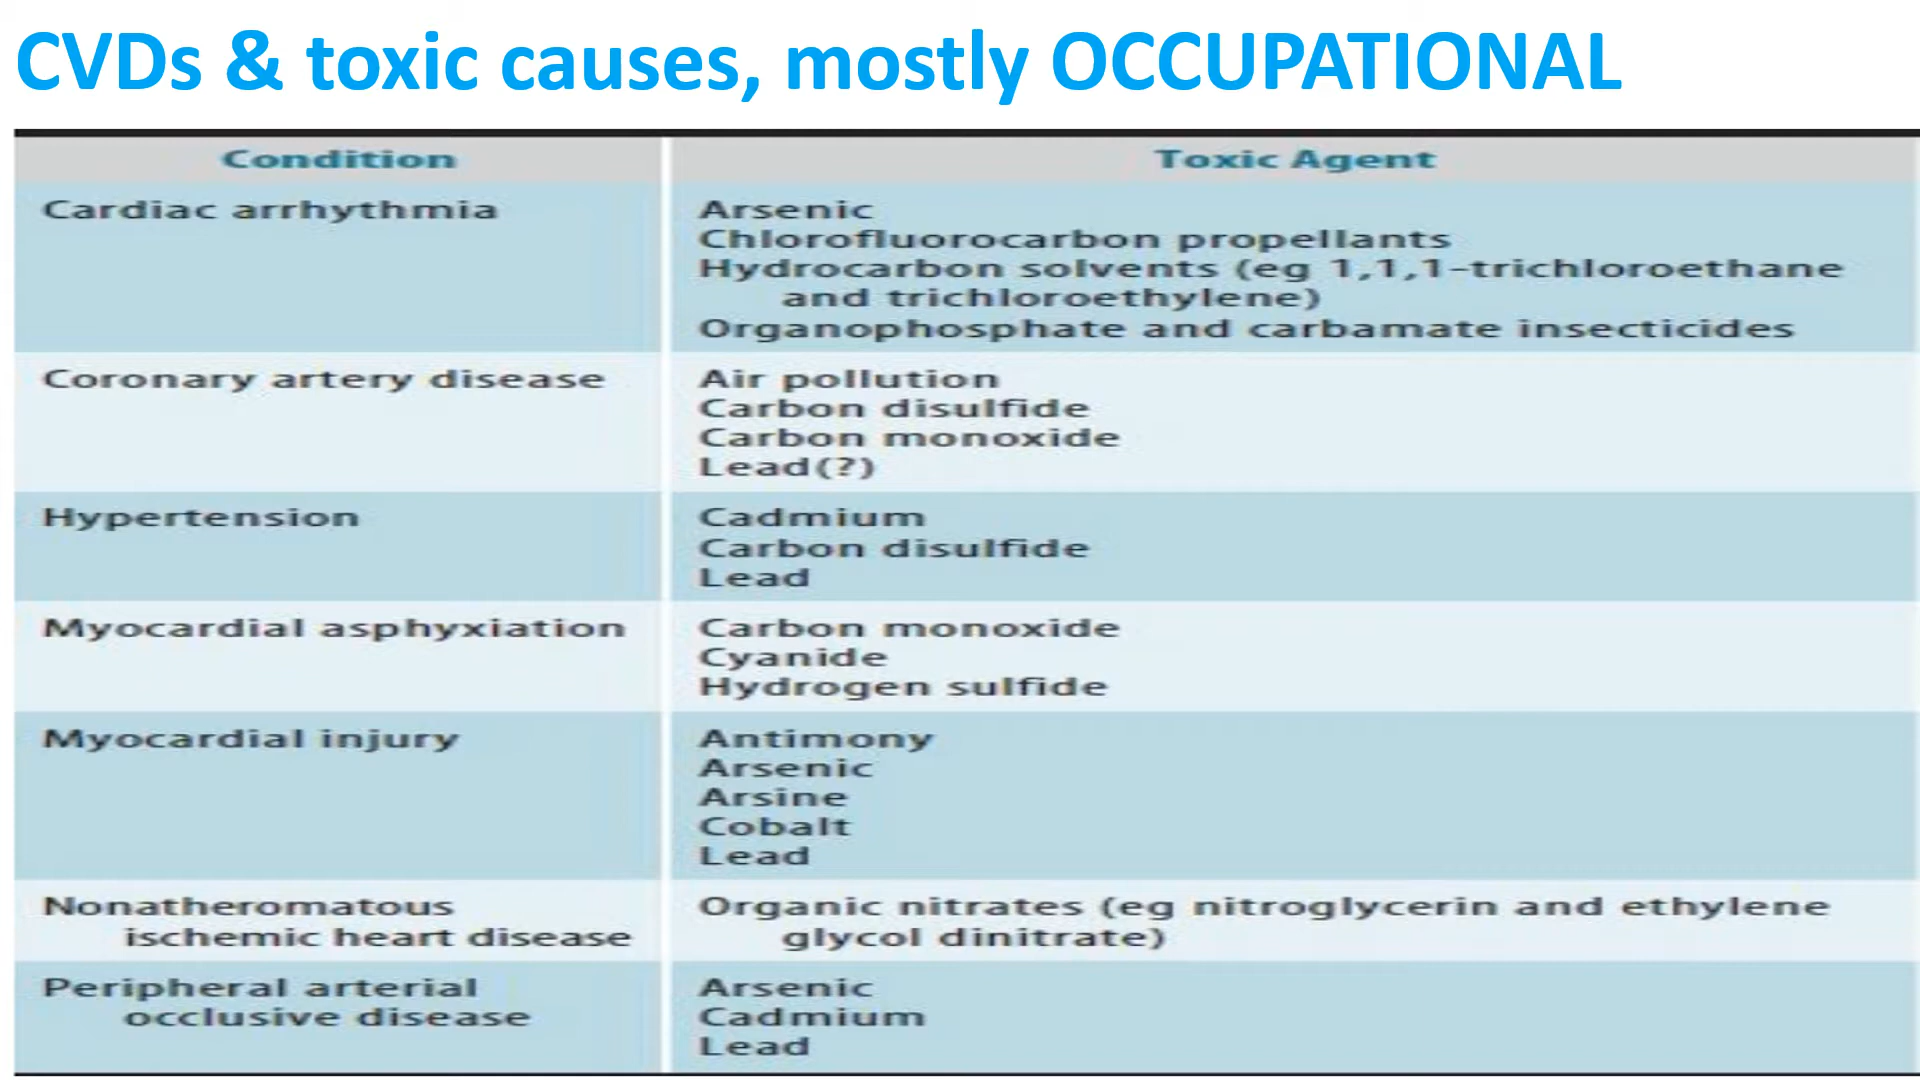 CVDs & toxic causes, mostly OCCUPATIONAL
Condition
Toxic Agent
Cardiac arrhythmia
Arsenic
Chlorofluorocarbon propellants
Hydrocarbon solvents (eg 1,1,1-trichloroethane
and trichloroethylene)
Organophosphate and carbamate insecticides
Coronary artery disease
Air pollution
Carbon disulfide
Carbon monoxide
Lead(?)
Hypertension
Cadmium
Carbon disulfide
Lead
Myocardial asphyxiation
Carbon monoxide
Cyanide
Hydrogen sulfide
Myocardial injury
Antimony
Arsenic
Arsine
Cobalt
Lead
Nonatheromatous
ischemic heart disease
Organic nitrates (eg nitroglycerin and ethylene
glycol dinitrate)
Peripheral arterial
occlusive disease
Arsenic
Cadmium
Lead